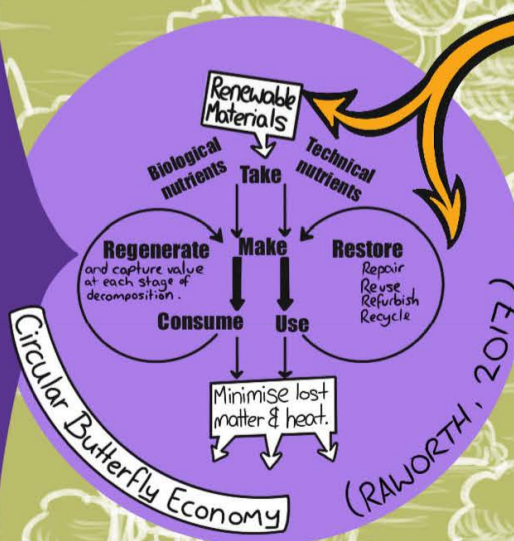 Renewable
Materials
Biological
nutrients
Technical
nutrients
Take
Make
Regenerate
and capture value
at each stage of
decomposition.
Restore
Repair
Reuse
Refurbish
Recycle
Consume
Use
Minimise lost
matter & heat.
Circular Butterfly Economy
(RAWORTH, 2017)